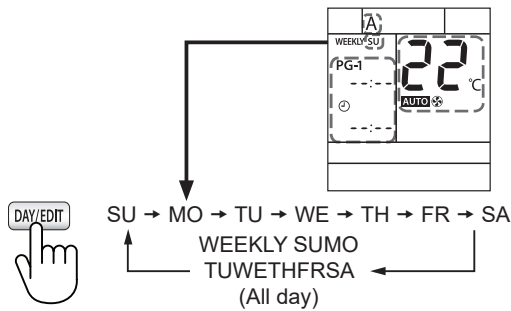 A
WEEKLY SU
PG-1
22 °C
--:--
AUTO
--:--
DAY/EDIT
SU → MO → TU → WE → TH → FR → SA
WEEKLY SUMO
TUWETHFRSA
(All day)